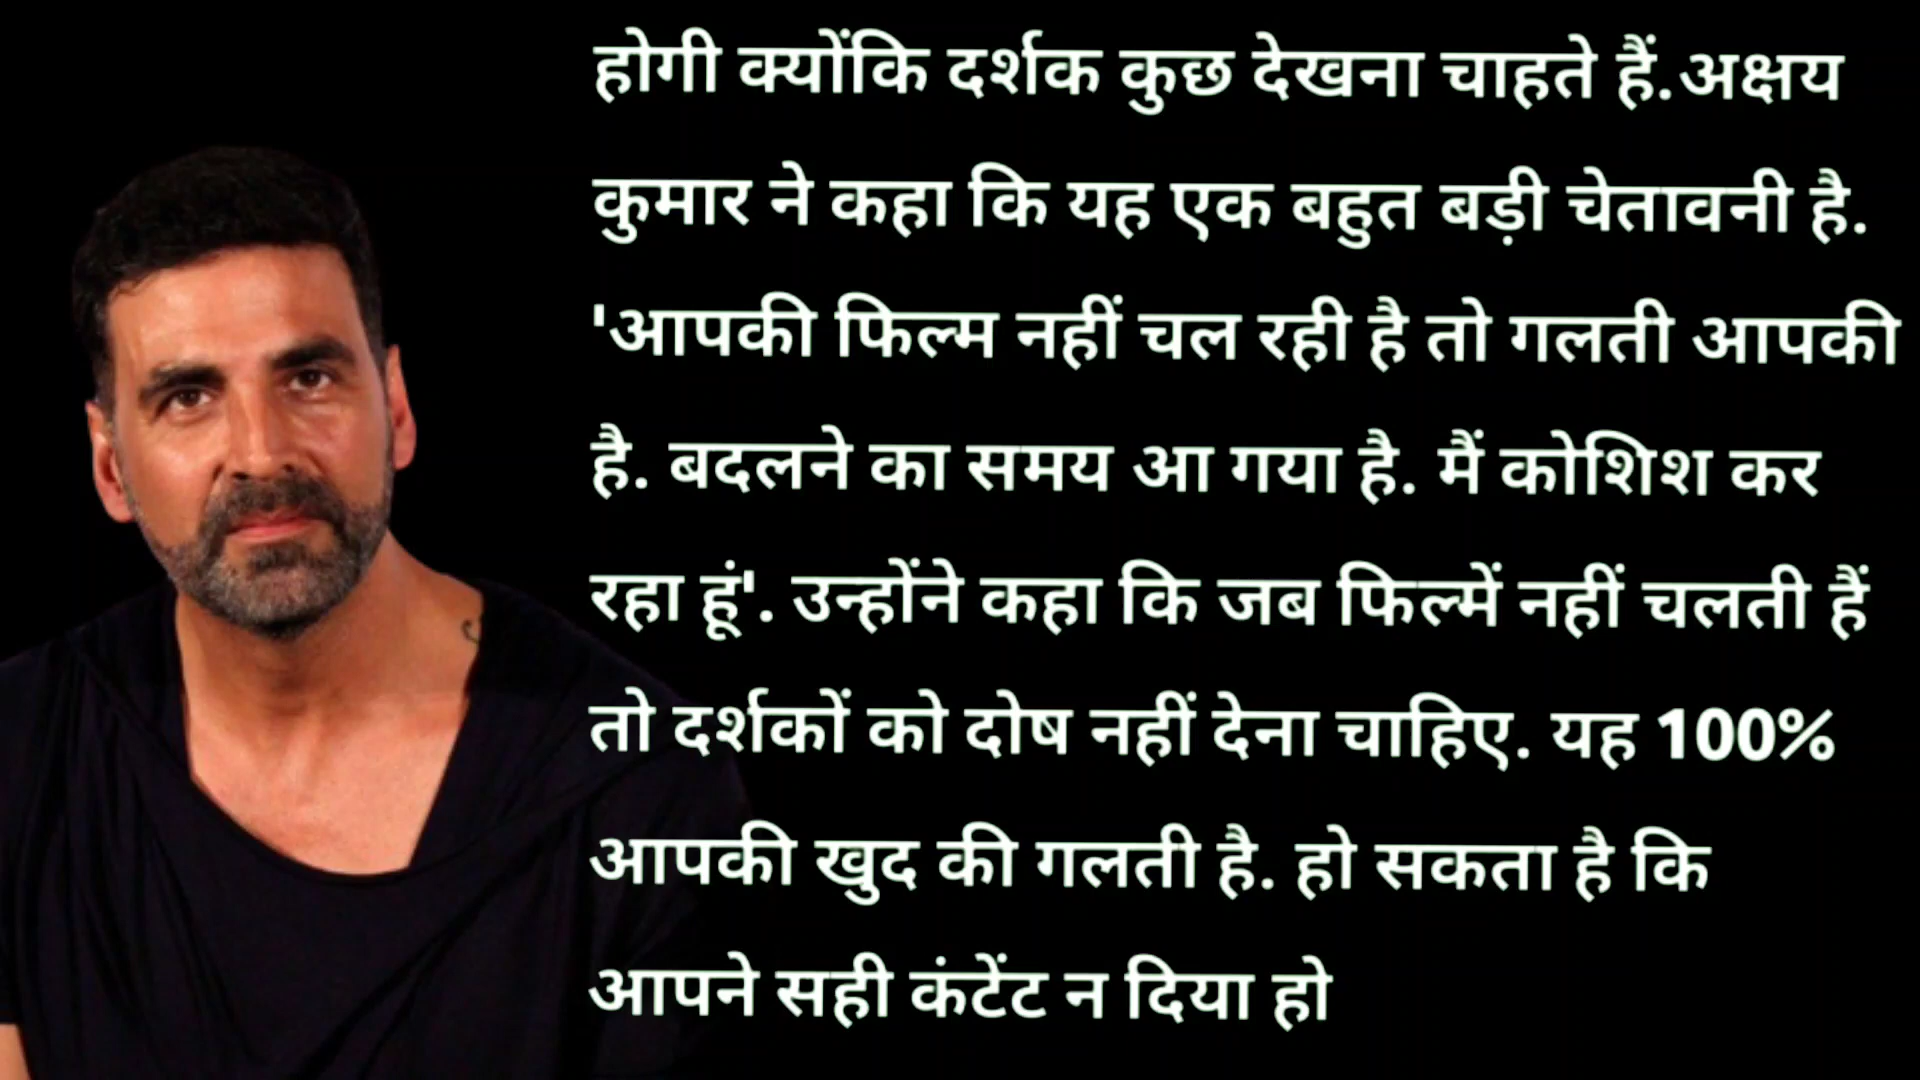 होगी क्योंकि दर्शक कुछ देखना चाहते हैं.अक्षय
कुमार ने कहा कि यह एक बहुत बड़ी चेतावनी है.
'आपकी फिल्म नहीं चल रही है तो गलती आपकी
है. बदलने का समय आ गया है. मैं कोशिश कर
रहा हूं'. उन्होंने कहा कि जब फिल्में नहीं चलती हैं
तो दर्शकों को दोष नहीं देना चाहिए. यह 100%
आपकी खुद की गलती है. हो सकता है कि
आपने सही कंटेंट न दिया हो